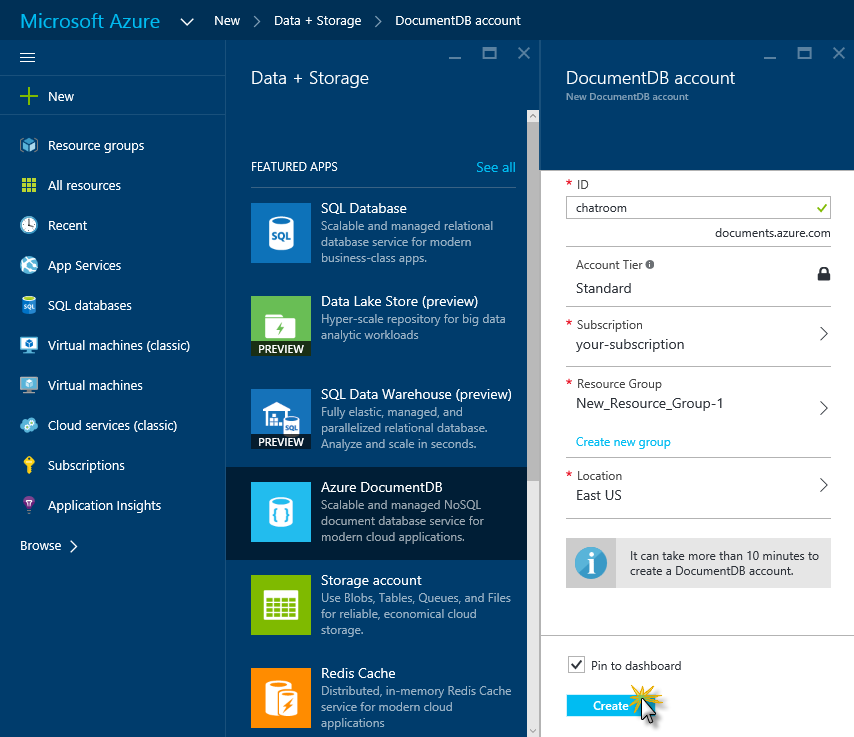 Microsoft Azure
New
Data + Storage
DocumentDB account
New
Resource groups
All resources
Recent
App Services
SQL
SQL databases
Virtual machines (classic)
Virtual machines
Cloud services (classic)
Subscriptions
Application Insights
Browse
Data + Storage
FEATURED APPS
See all
SQL
SQL Database
Scalable and managed relational
database service for modern
business-class apps.
PREVIEW
Data Lake Store (preview)
Hyper-scale repository for big data
analytic workloads
SQL
PREVIEW
SQL Data Warehouse (preview)
Fully elastic, managed, and
parallelized relational database.
Analyze and scale in seconds.
{ }
Azure DocumentDB
Scalable and managed NoSQL
document database service for
modern cloud applications.
Storage account
Use Blobs, Tables, Queues, and Files
for reliable, economical cloud
storage.
Redis Cache
Distributed, in-memory Redis Cache
service for modern cloud
applications
DocumentDB account
New DocumentDB account
* ID
chatroom
documents.azure.com
Account Tier
Standard
* Subscription
your-subscription
* Resource Group
New_Resource_Group-1
Create new group
* Location
East US
It can take more than 10 minutes to
create a DocumentDB account.
Pin to dashboard
Create